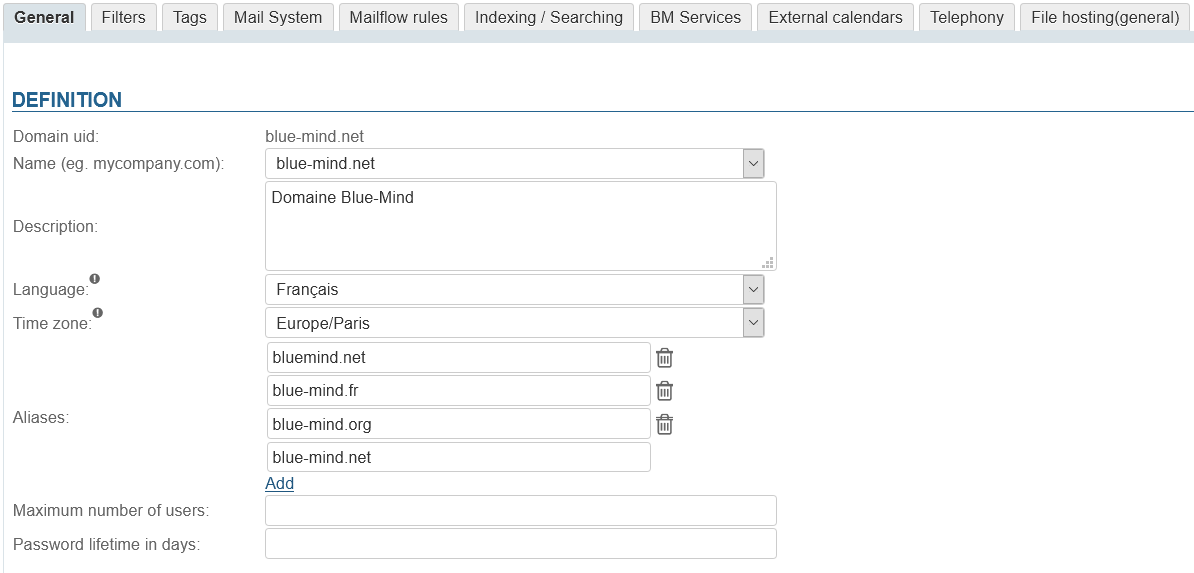 General Filters Tags Mail System Mailflow rules Indexing / Searching BM Services External calendars Telephony File hosting(general)
DEFINITION
Domain uid: blue-mind.net
Name (eg. mycompany.com): blue-mind.net
Description: Domaine Blue-Mind
Language: Français
Time zone: Europe/Paris
Aliases:
bluemind.net
blue-mind.fr
blue-mind.org
blue-mind.net
Add
Maximum number of users:
Password lifetime in days: